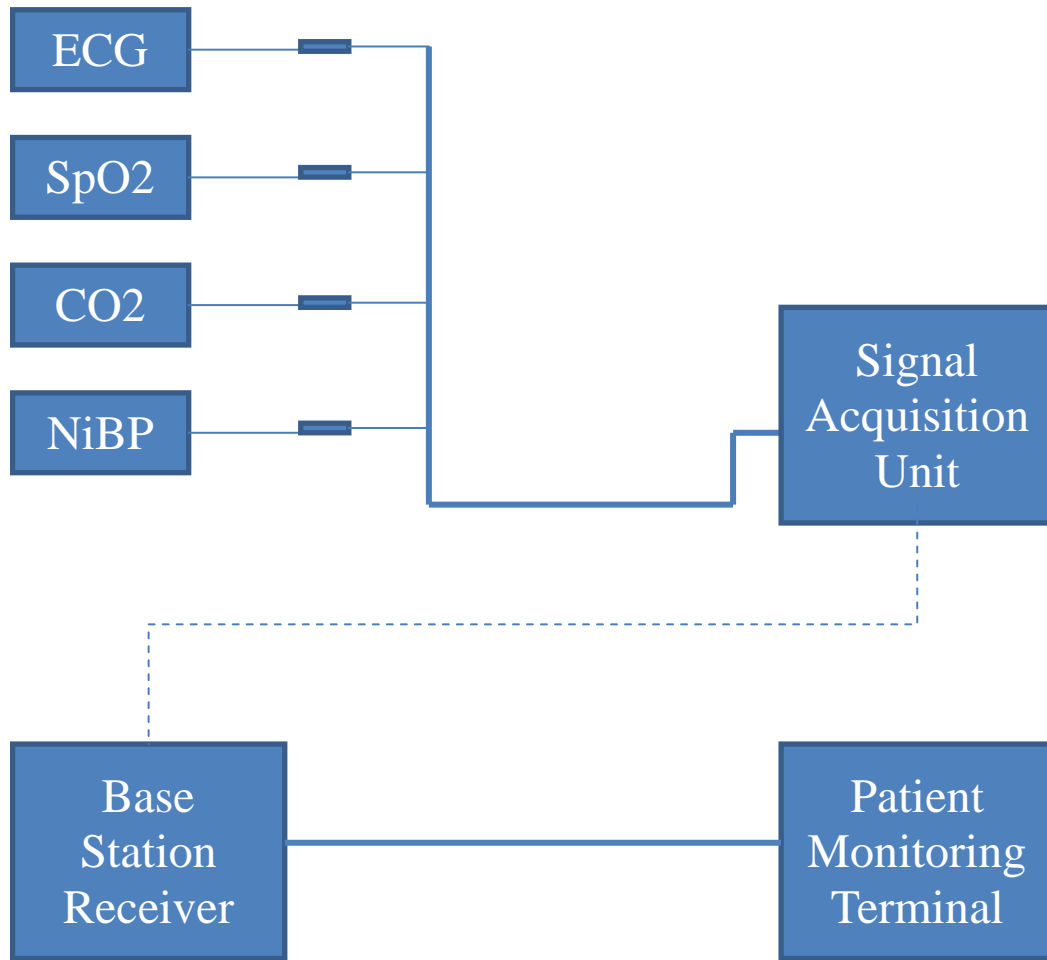 ECG
SpO2
CO2
NiBP
Signal
Acquisition
Unit
Base
Station
Receiver
Patient
Monitoring
Terminal